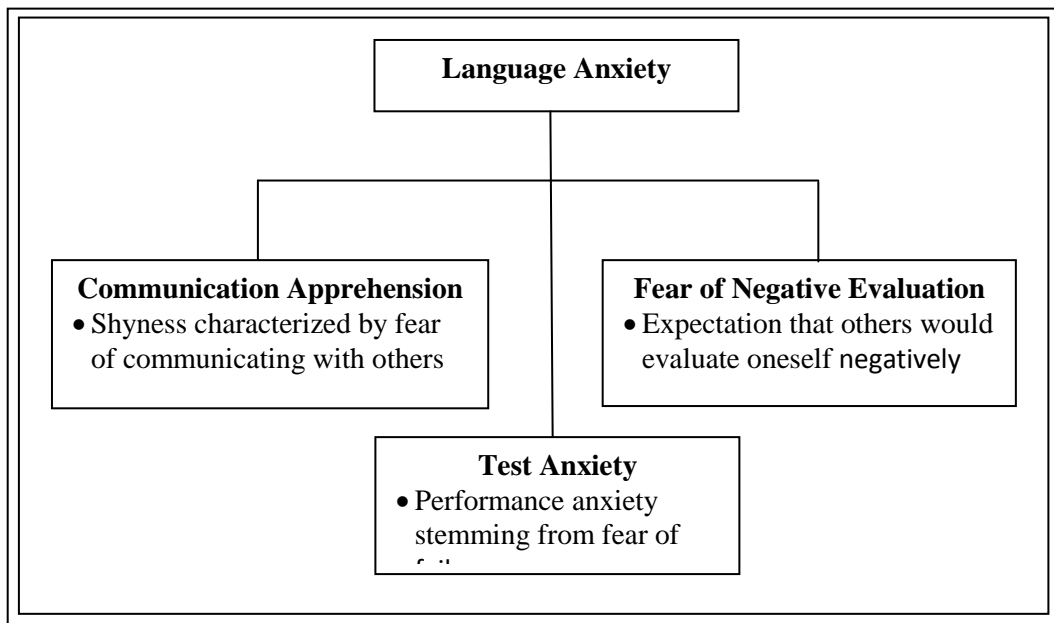 Language Anxiety
Communication Apprehension
• Shyness characterized by fear
of communicating with others
Fear of Negative Evaluation
• Expectation that others would
evaluate oneself negatively
Test Anxiety
• Performance anxiety
stemming from fear of